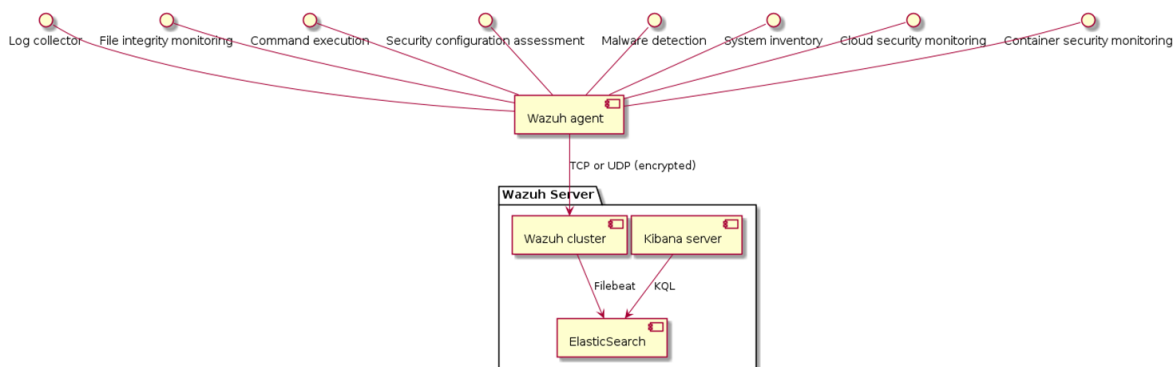 Log collector
File integrity monitoring
Command execution
Security configuration assessment
Malware detection
System inventory
Cloud security monitoring
Container security monitoring
Wazuh agent
TCP or UDP (encrypted)
Wazuh Server
Wazuh cluster
Kibana server
Filebeat
KQL
ElasticSearch